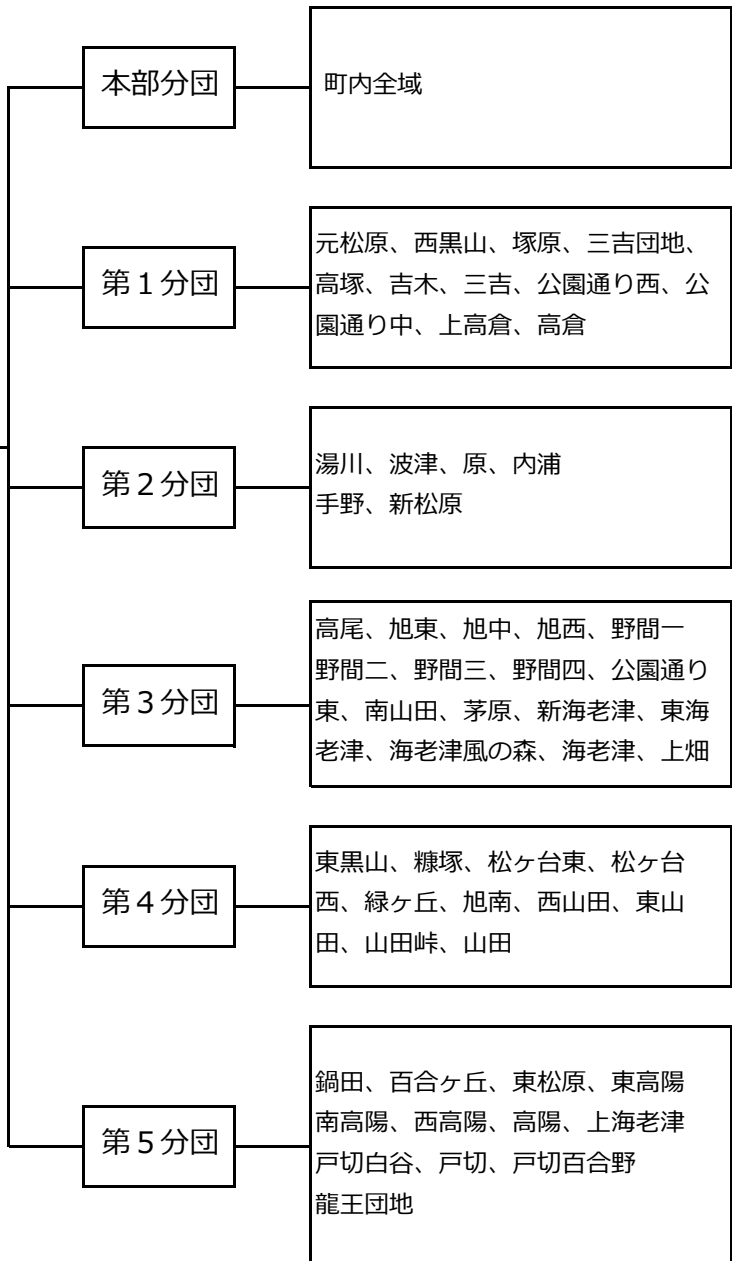 本部分団
町内全域
第１分団
元松原、西黒山、塚原、三吉団地、
高塚、吉木、三吉、公園通り西、公
園通り中、上高倉、高倉
第２分団
湯川、波津、原、内浦
手野、新松原
第３分団
高尾、旭東、旭中、旭西、野間一
野間二、野間三、野間四、公園通り
東、南山田、茅原、新海老津、東海
老津、海老津風の森、海老津、上畑
第４分団
東黒山、糠塚、松ヶ台東、松ヶ台
西、緑ヶ丘、旭南、西山田、東山
田、山田峠、山田
第５分団
鍋田、百合ヶ丘、東松原、東高陽
南高陽、西高陽、高陽、上海老津
戸切白谷、戸切、戸切百合野
龍王団地